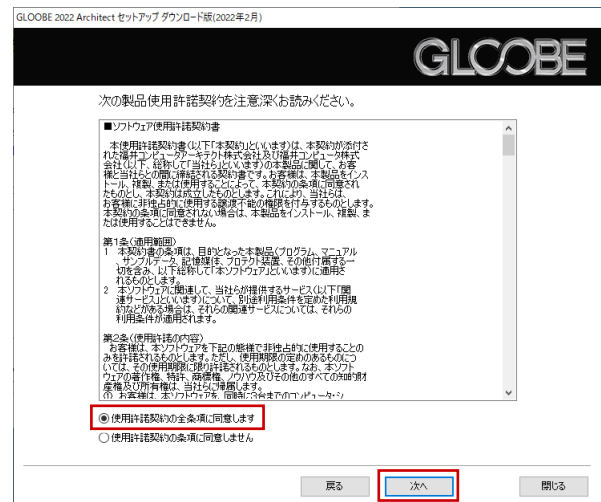 GLOOBE 2022 Architect セットアップ ダウンロード版(2022年2月)
GLOOBE
次の製品使用許諾契約を注意深くお読みください。
■ソフトウェア使用許諾契約書
本使用許諾契約書(以下「本契約」といいます)は、本契約が添付さ
れた福井コンピュータアーキテクト株式会社及び福井コンピュータ株式
会社(以下、総称して「当社ら」といいます)の本製品に関して、お客
様と当社らとの間に締結される契約書です。お客様は、本製品をインス
トール、複製、または使用することによって、本契約の条項に同意され
たものとし、本契約は成立したものとします。これにより、当社らは、
お客様に非独占的に使用する譲渡不能の権限を付与するものとします。
本契約の条項に同意されない場合は、本製品をインストール、複製、ま
たは使用することはできません。
第1条(適用範囲)
1 本契約書の条項は、目的となった本製品(プログラム、マニュアル
、サンプルデータ、記憶媒体、プロテクト装置、その他付属する一
切を含み、以下総称して「本ソフトウェア」といいます)に適用さ
れるものとします。
2 本ソフトウェアに関連して、当社らが提供するサービス(以下「関
連サービス」といいます)について、別途利用条件を定めた利用規
約などがある場合は、それらの関連サービスについては、それらの
利用条件が適用されます。
第2条(使用許諾の内容)
お客様は、本ソフトウェアを下記の態様で非独占的に使用することの
みを許諾されるものとします。ただし、使用期限の定めのあるものにつ
いては、その使用期限に限り許諾されるものとします。なお、本ソフト
ウェアの著作権、特許、商標権、ノウハウ及びその他のすべての知的財
産権及び所有権は、当社らに帰属します。
① お客様は、本ソフトウェアを、同時に3台までのコンピュータ・シ
使用許諾契約の全条項に同意します
使用許諾契約の条項に同意しません
戻る 次へ 閉じる